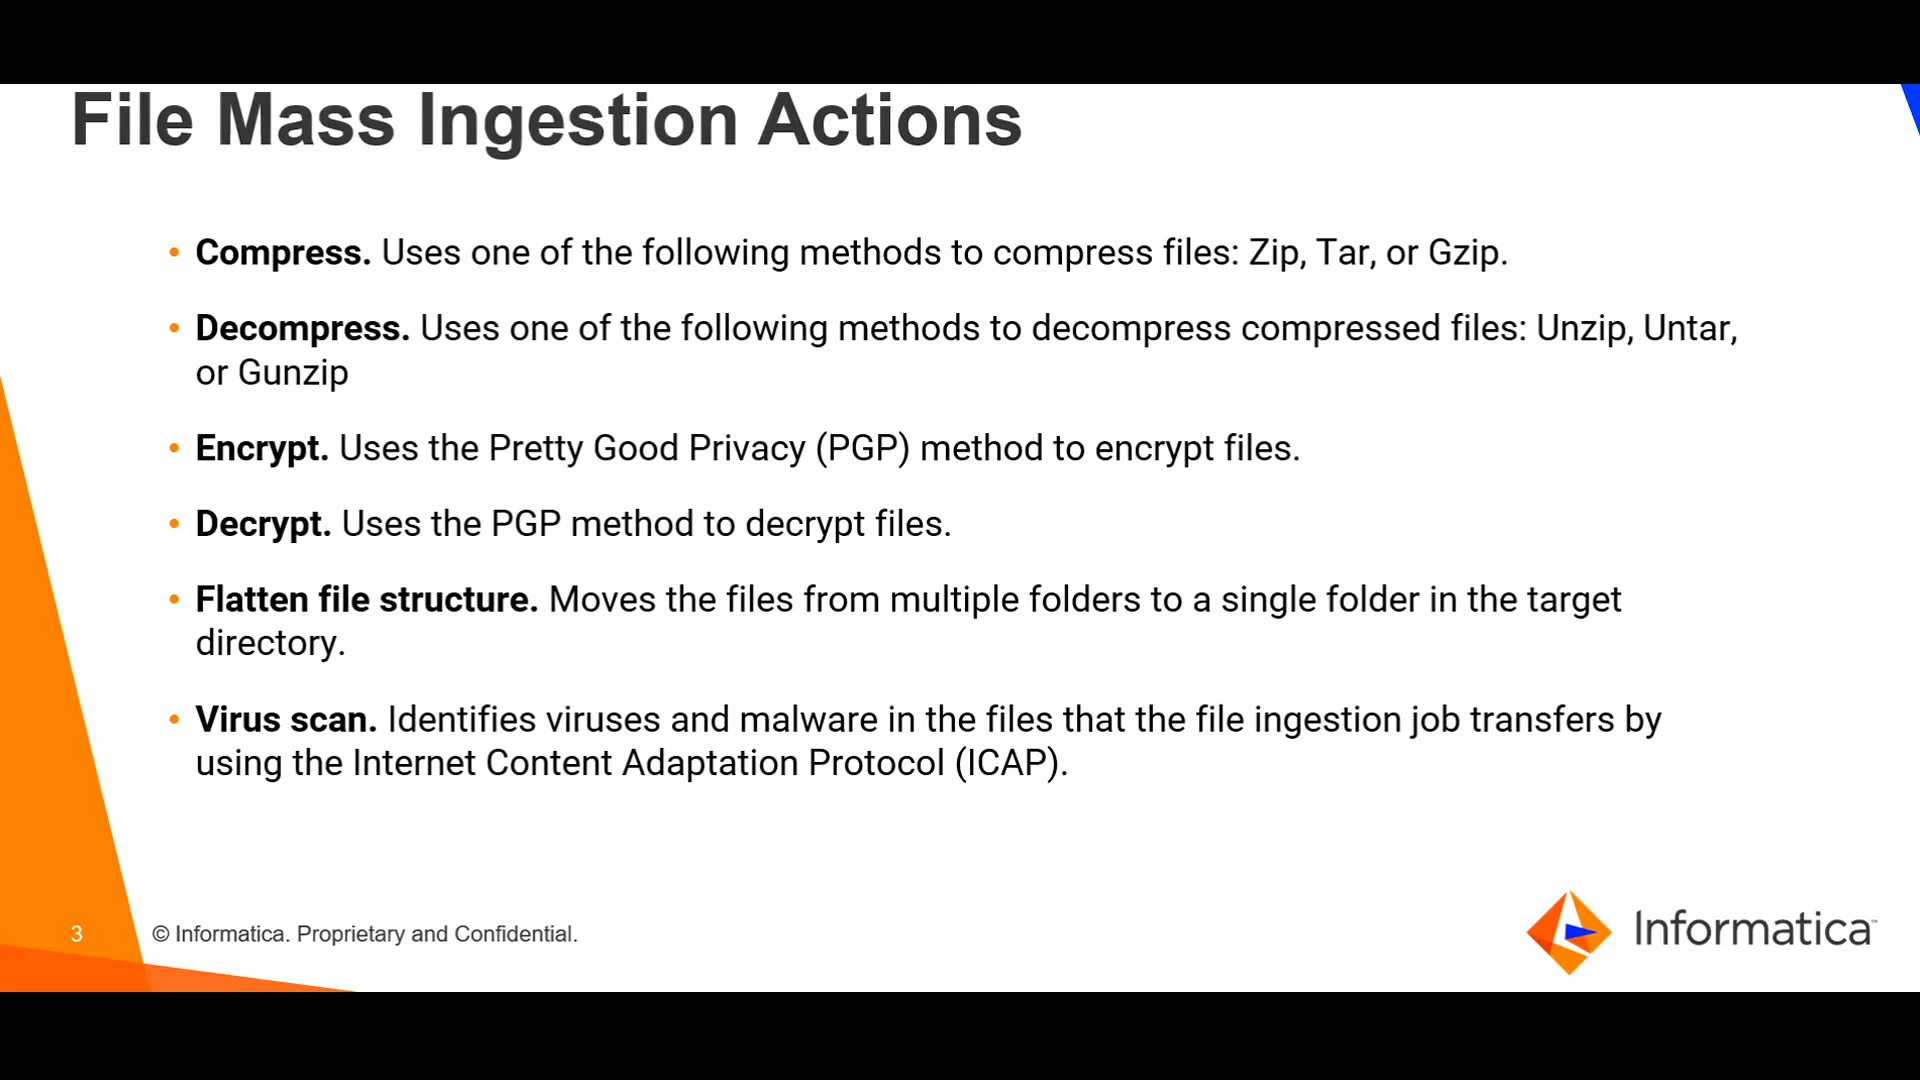 File Mass Ingestion Actions
• Compress. Uses one of the following methods to compress files: Zip, Tar, or Gzip.
• Decompress. Uses one of the following methods to decompress compressed files: Unzip, Untar,
or Gunzip
• Encrypt. Uses the Pretty Good Privacy (PGP) method to encrypt files.
• Decrypt. Uses the PGP method to decrypt files.
• Flatten file structure. Moves the files from multiple folders to a single folder in the target
directory.
• Virus scan. Identifies viruses and malware in the files that the file ingestion job transfers by
using the Internet Content Adaptation Protocol (ICAP).
3 © Informatica. Proprietary and Confidential.
Informatica™